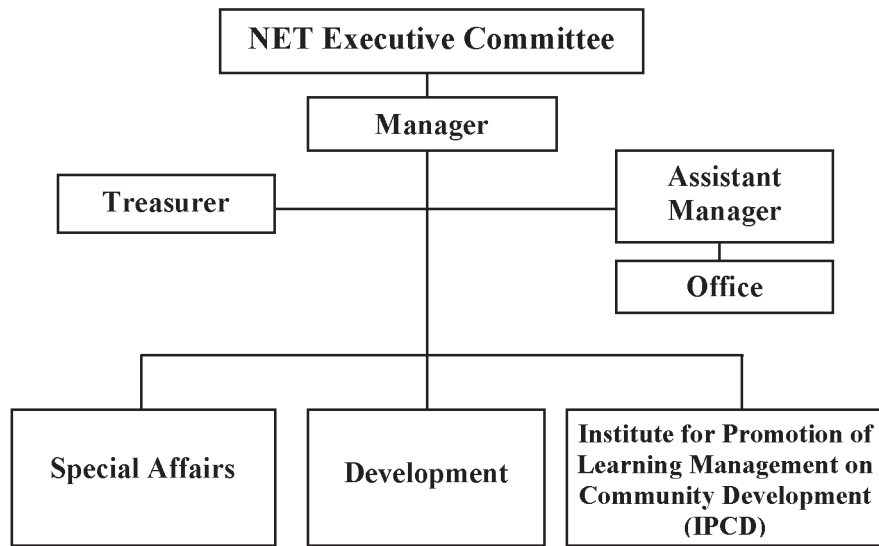 NET Executive Committee
Manager
Treasurer
Assistant
Manager
Office
Special Affairs
Development
Institute for Promotion of
Learning Management on
Community Development
(IPCD)